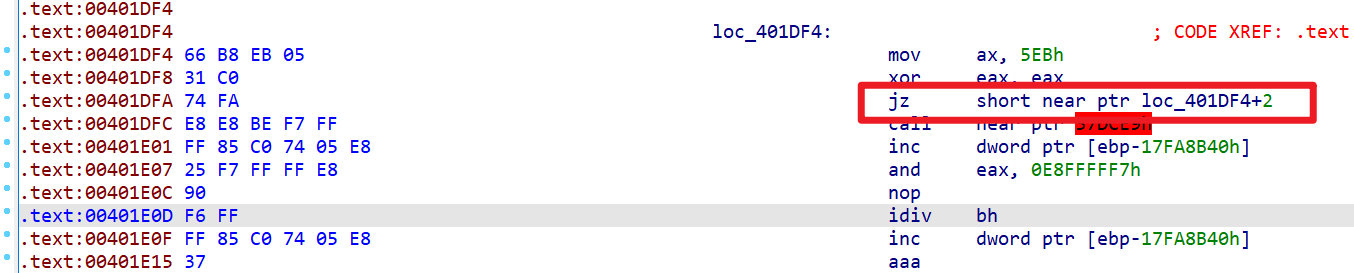 .text:00401DF4
.text:00401DF4 loc_401DF4: ; CODE XREF: .text
.text:00401DF4 66 B8 EB 05 mov ax, 5EBh
.text:00401DF8 31 C0 xor eax, eax
.text:00401DFA 74 FA jz short near ptr loc_401DF4+2
.text:00401DFC E8 E8 BE F7 FF call near ptr 37DCE9h
.text:00401E01 FF 85 C0 74 05 E8 inc dword ptr [ebp-17FA8B40h]
.text:00401E07 25 F7 FF FF E8 and eax, 0E8FFFFF7h
.text:00401E0C 90 nop
.text:00401E0D F6 FF idiv bh
.text:00401E0F FF 85 C0 74 05 E8 inc dword ptr [ebp-17FA8B40h]
.text:00401E15 37 aaa